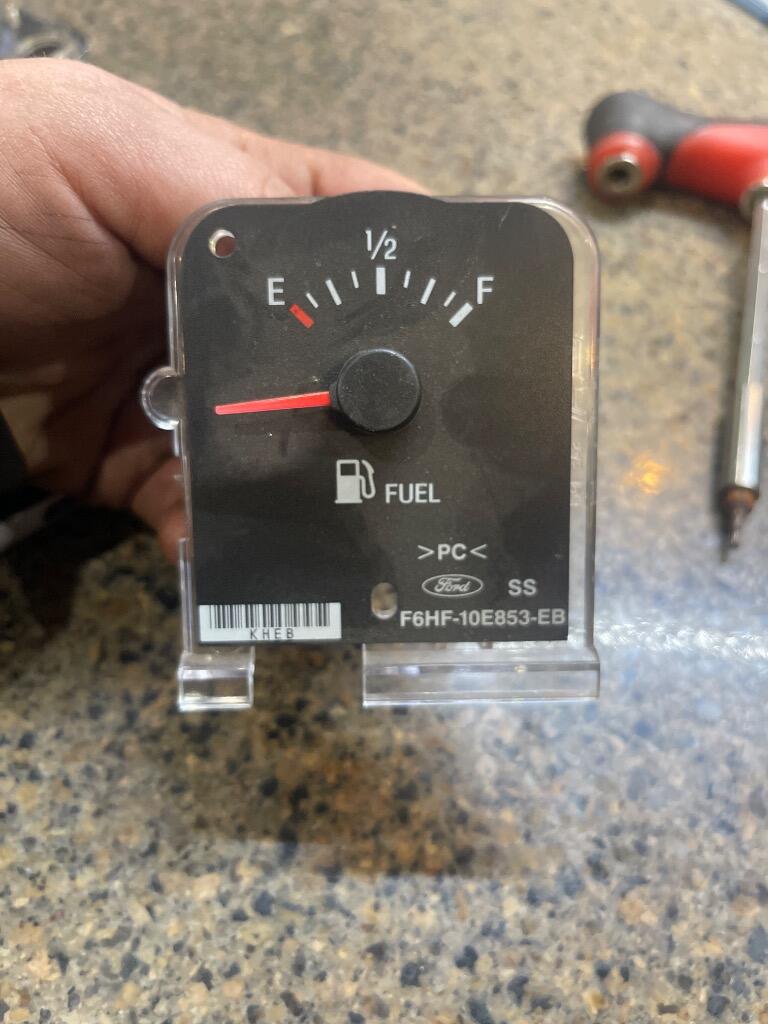 1/2
E F
FUEL
>PC<
Ford SS
F6HF-10E853-EB
KHEB